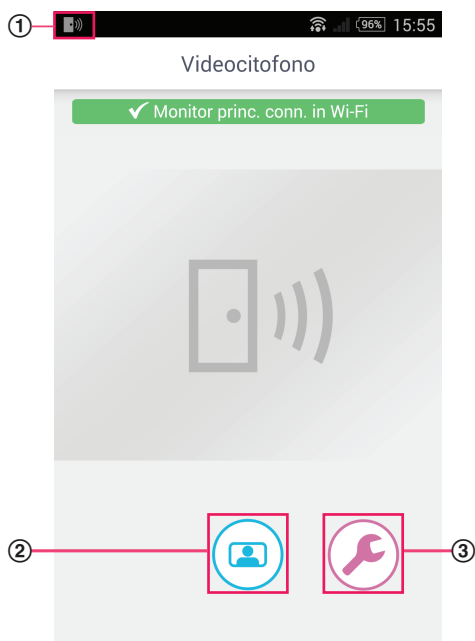 ①
96% 15:55
Videocitofono
Monitor princ. conn. in Wi-Fi
② ③